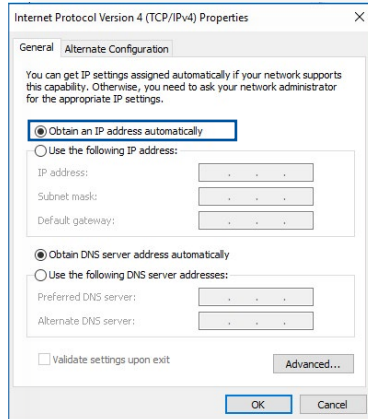 Internet Protocol Version 4 (TCP/IPv4) Properties
General
Alternate Configuration
You can get IP settings assigned automatically if your network supports
this capability. Otherwise, you need to ask your network administrator
for the appropriate IP settings.
Obtain an IP address automatically
Use the following IP address:
IP address:
Subnet mask:
Default gateway:
Obtain DNS server address automatically
Use the following DNS server addresses:
Preferred DNS server:
Alternate DNS server:
Validate settings upon exit
Advanced...
OK
Cancel